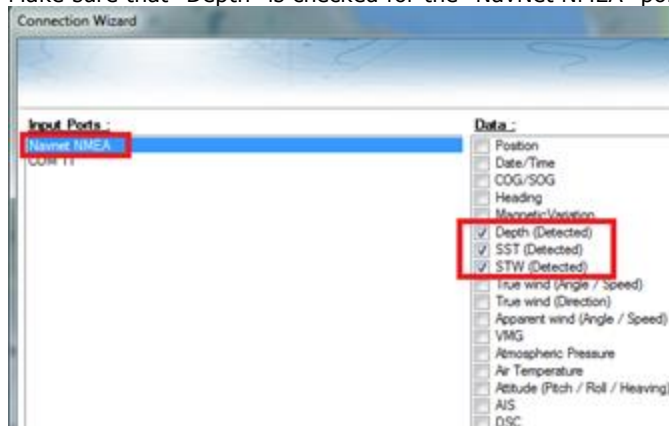 Make sure that "Depth" is checked for the "NavNet NMEA" po
Connection Wizard
Input Ports :
Navnet NMEA
COM 11
Data :
Position
Date/Time
COG/SOG
Heading
Magnetic Variation
Depth (Detected)
SST (Detected)
STW (Detected)
True wind (Angle / Speed)
True wind (Direction)
Apparent wind (Angle / Speed)
VMG
Atmospheric Pressure
Air Temperature
Attitude (Pitch / Roll / Heaving)
AIS
DSC